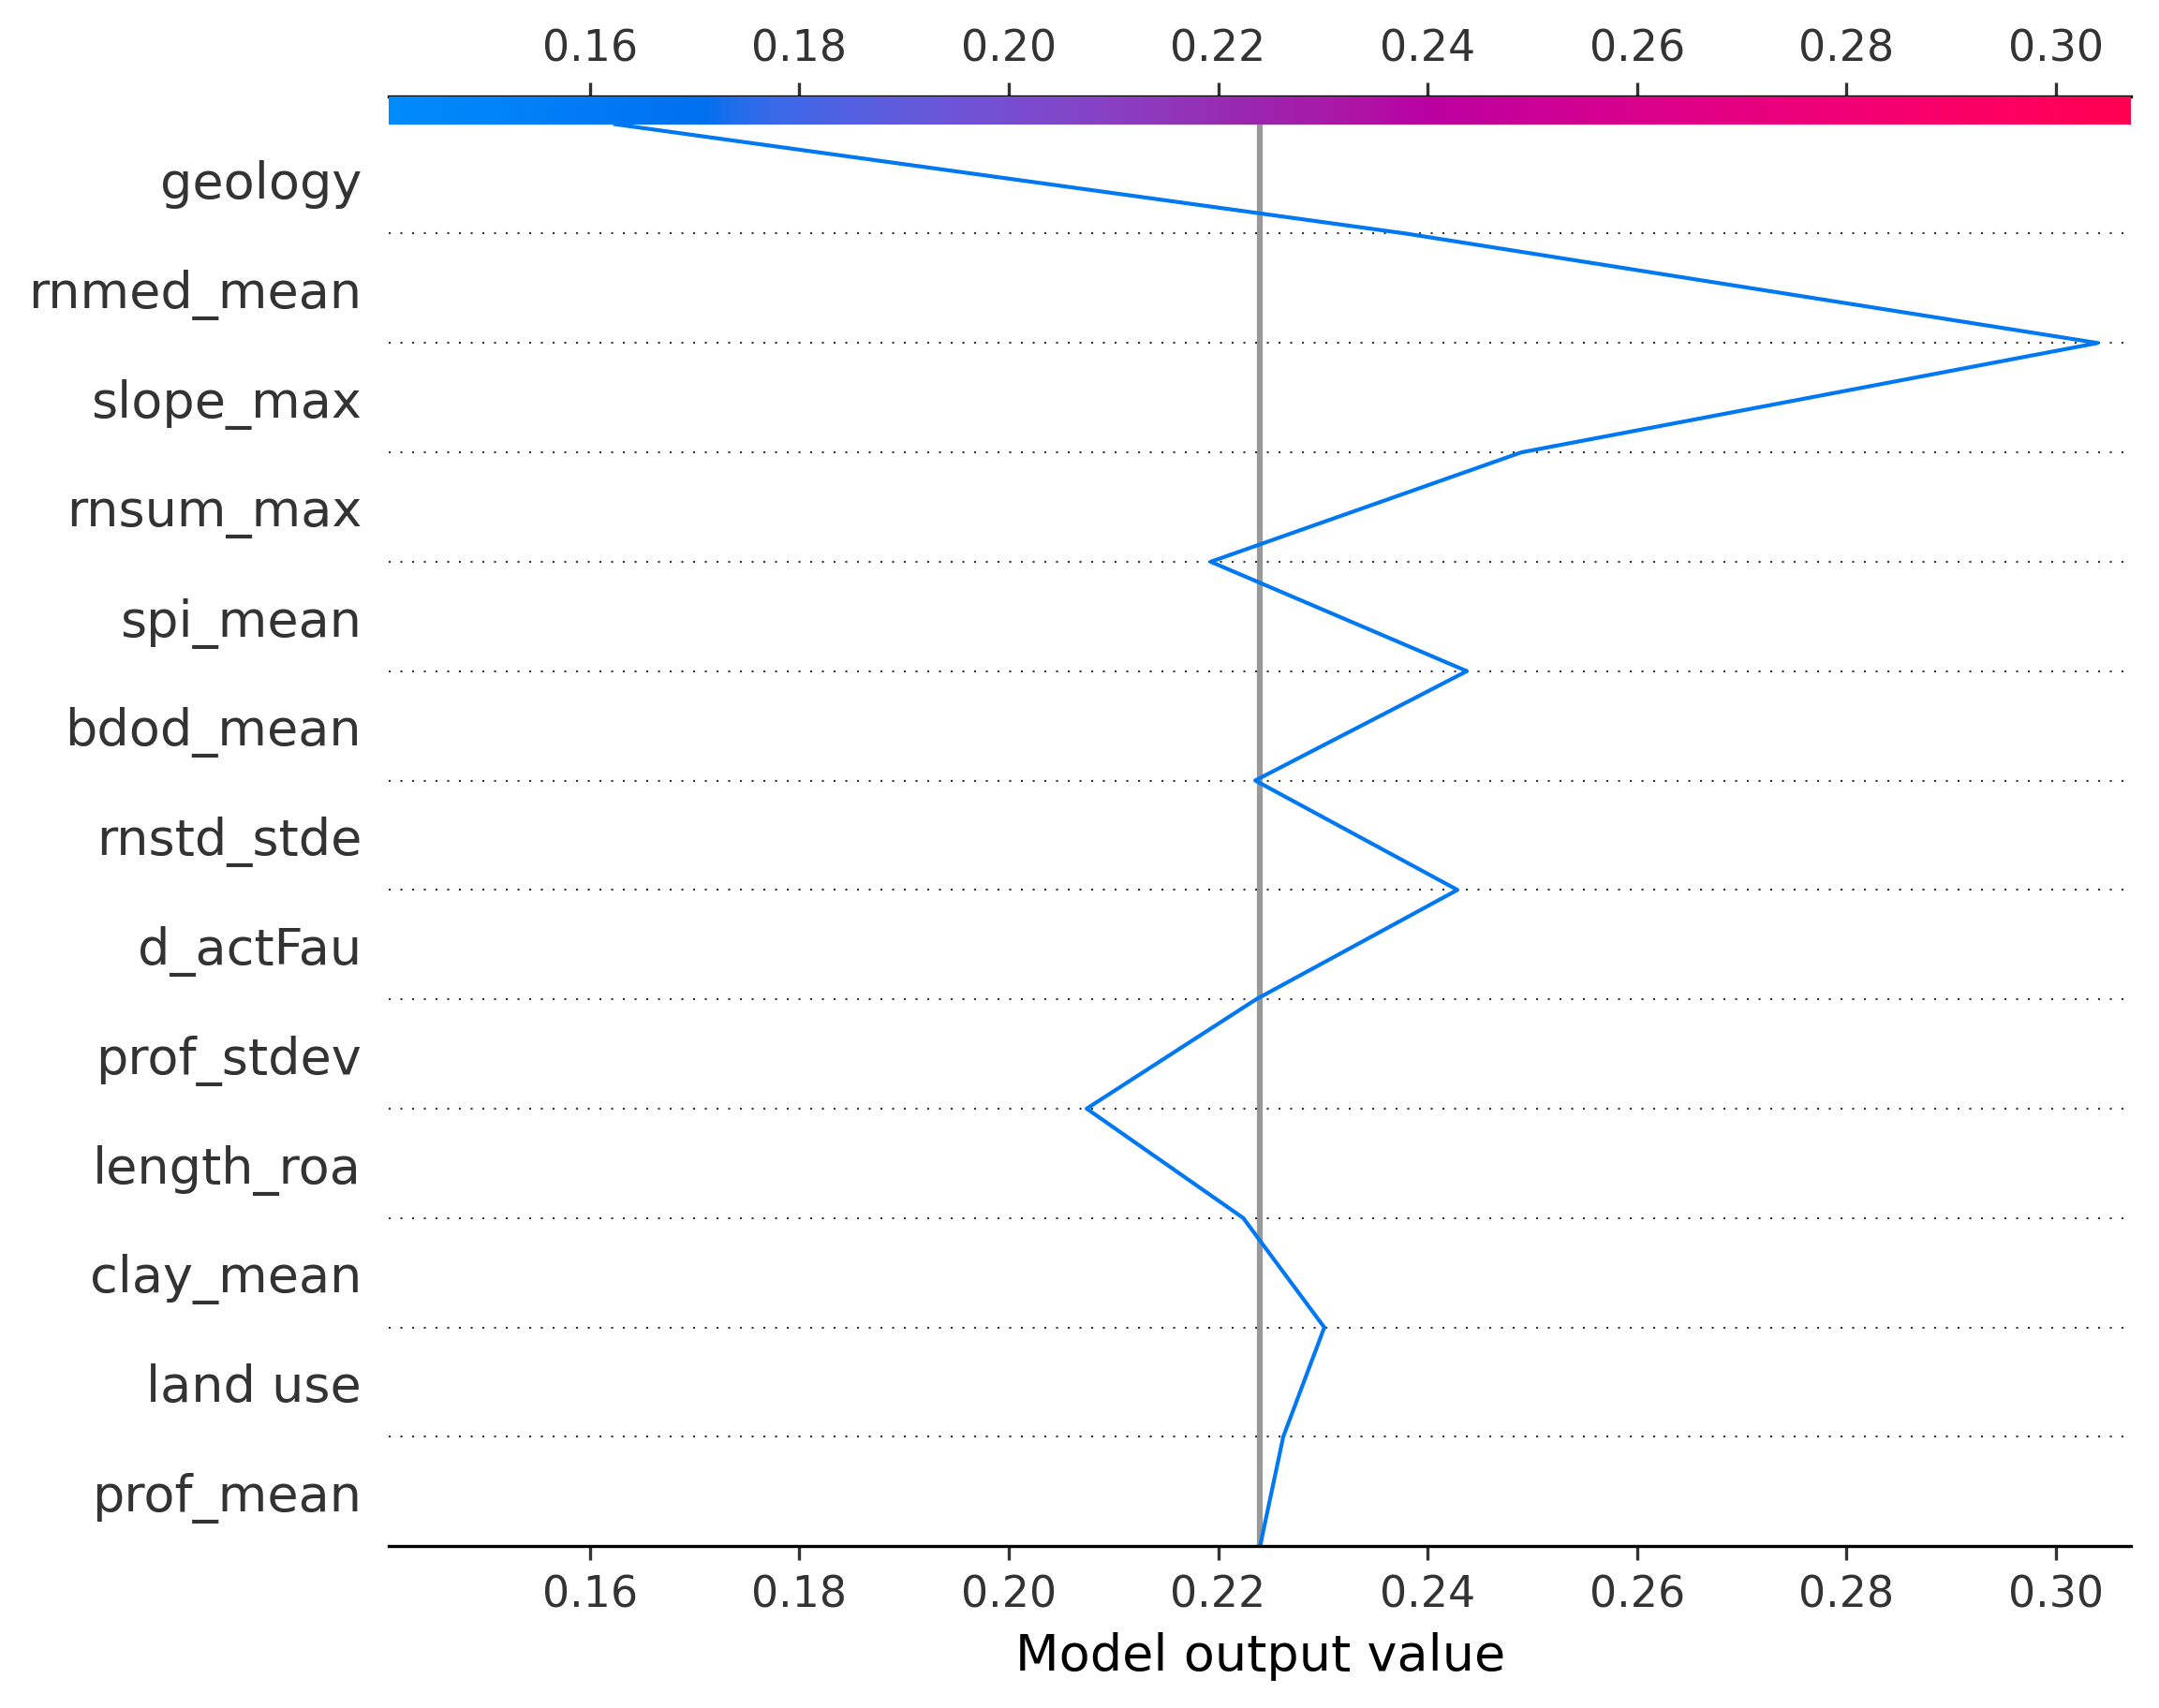 0.16 0.18 0.20 0.22 0.24 0.26 0.28 0.30
geology
rnmed_mean
slope_max
rnsum_max
spi_mean
bdod_mean
rnstd_stde
d_actFau
prof_stdev
length_roa
clay_mean
land use
prof_mean
0.16 0.18 0.20 0.22 0.24 0.26 0.28 0.30
Model output value